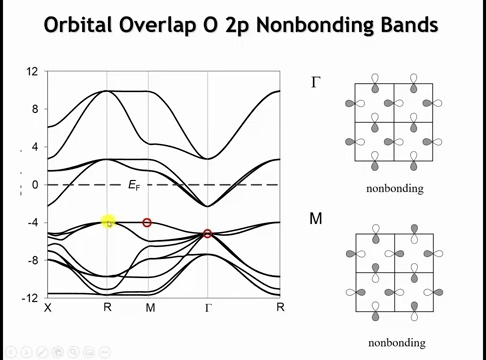 Orbital Overlap O 2p Nonbonding Bands
12
8
4
0
-4
-8
-12
E_F
X
R
M
Γ
R
Γ
nonbonding
M
nonbonding